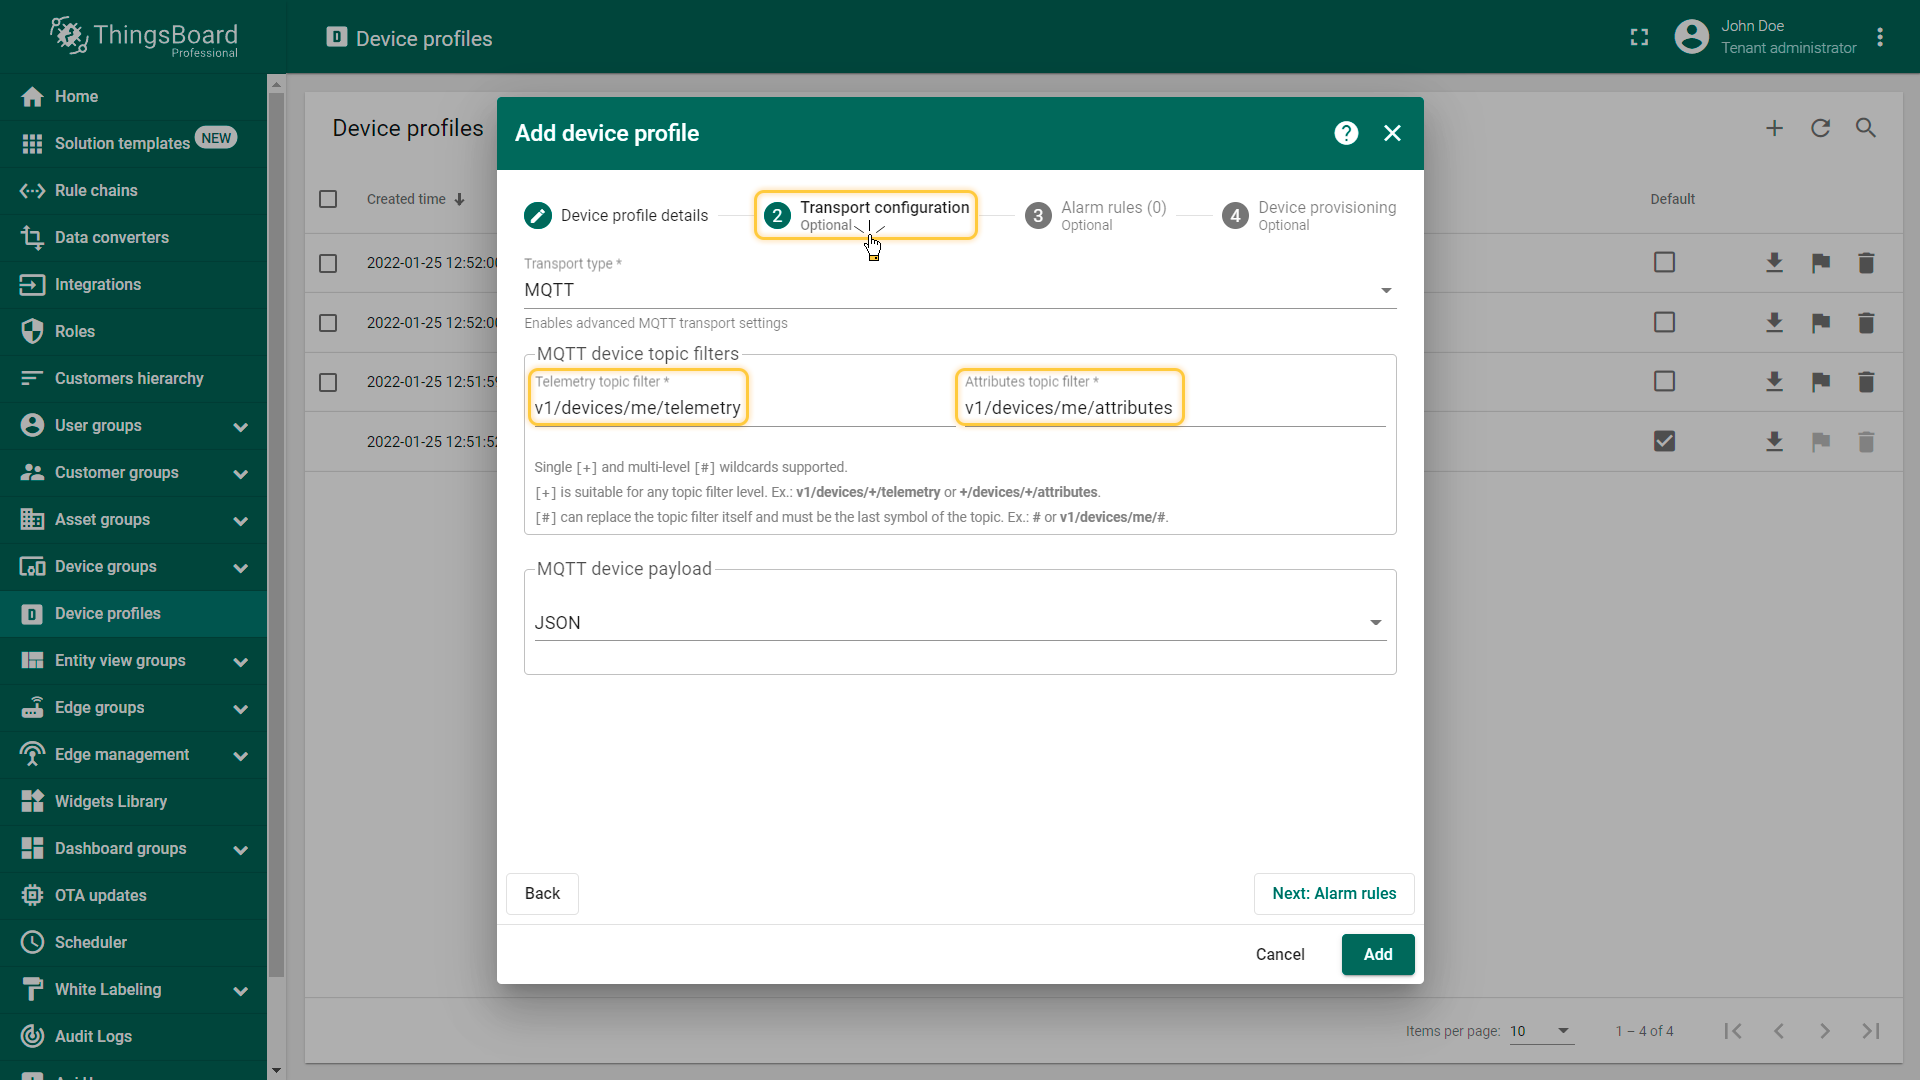 ThingsBoard
Professional
Device profiles
John Doe
Tenant administrator
Home
Solution templates NEW
Rule chains
Data converters
Integrations
Roles
Customers hierarchy
User groups
Customer groups
Asset groups
Device groups
Device profiles
Entity view groups
Edge groups
Edge management
Widgets Library
Dashboard groups
OTA updates
Scheduler
White Labeling
Audit Logs
Device profiles
Created time
Default
2022-01-25 12:52:00
2022-01-25 12:52:00
2022-01-25 12:51:59
2022-01-25 12:51:52
Items per page: 10
1 – 4 of 4
Add device profile
Device profile details
2 Transport configuration
Optional
3 Alarm rules (0)
Optional
4 Device provisioning
Optional
Transport type *
MQTT
Enables advanced MQTT transport settings
MQTT device topic filters
Telemetry topic filter *
v1/devices/me/telemetry
Attributes topic filter *
v1/devices/me/attributes
Single [+] and multi-level [#] wildcards supported.
[+] is suitable for any topic filter level. Ex.: v1/devices/+/telemetry or +/devices/+/attributes.
[#] can replace the topic filter itself and must be the last symbol of the topic. Ex.: # or v1/devices/me/#.
MQTT device payload
JSON
Back
Next: Alarm rules
Cancel
Add